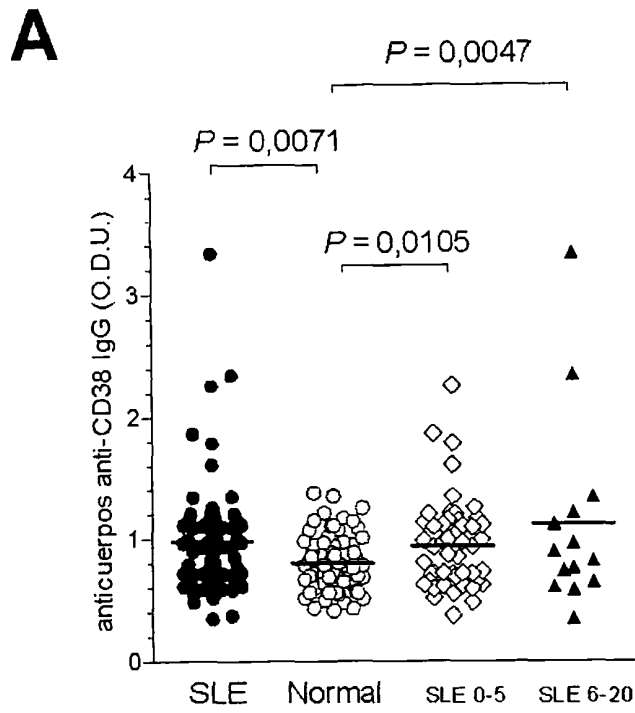 A
P = 0,0047
P = 0,0071
P = 0,0105
anticuerpos anti-CD38 IgG (O.D.U.)
4
3
2
1
0
SLE Normal SLE 0-5 SLE 6-20